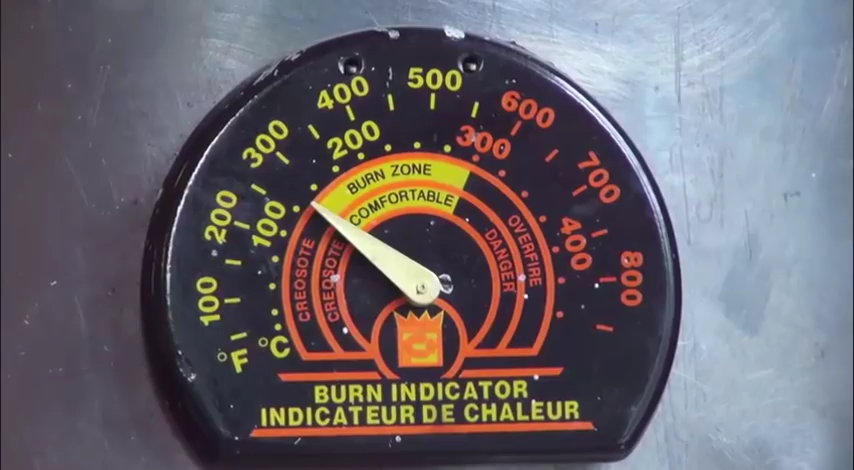 100 200 300 400 500 600 700 800
°F
100 200 300 400
°C
BURN ZONE
COMFORTABLE
CREOSOTE
CREOSOTE
OVERFIRE
DANGER
BURN INDICATOR
INDICATEUR DE CHALEUR